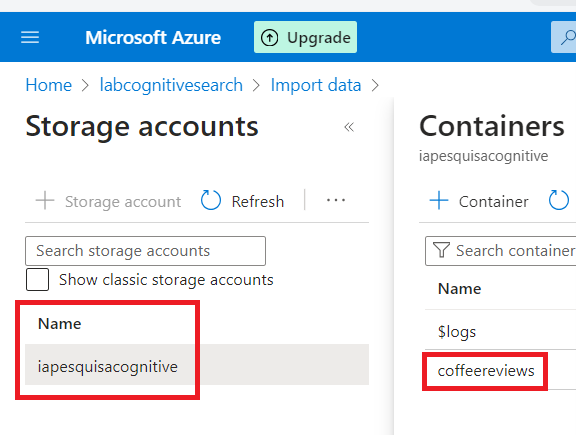 Microsoft Azure
Upgrade
Home > labcognitivesearch > Import data >
Storage accounts
«
+ Storage account
Refresh
...
Search storage accounts
Show classic storage accounts
Name
iapesquisacognitive
Containers
iapesquisacognitive
+ Container
Search container
Name
$logs
coffeereviews